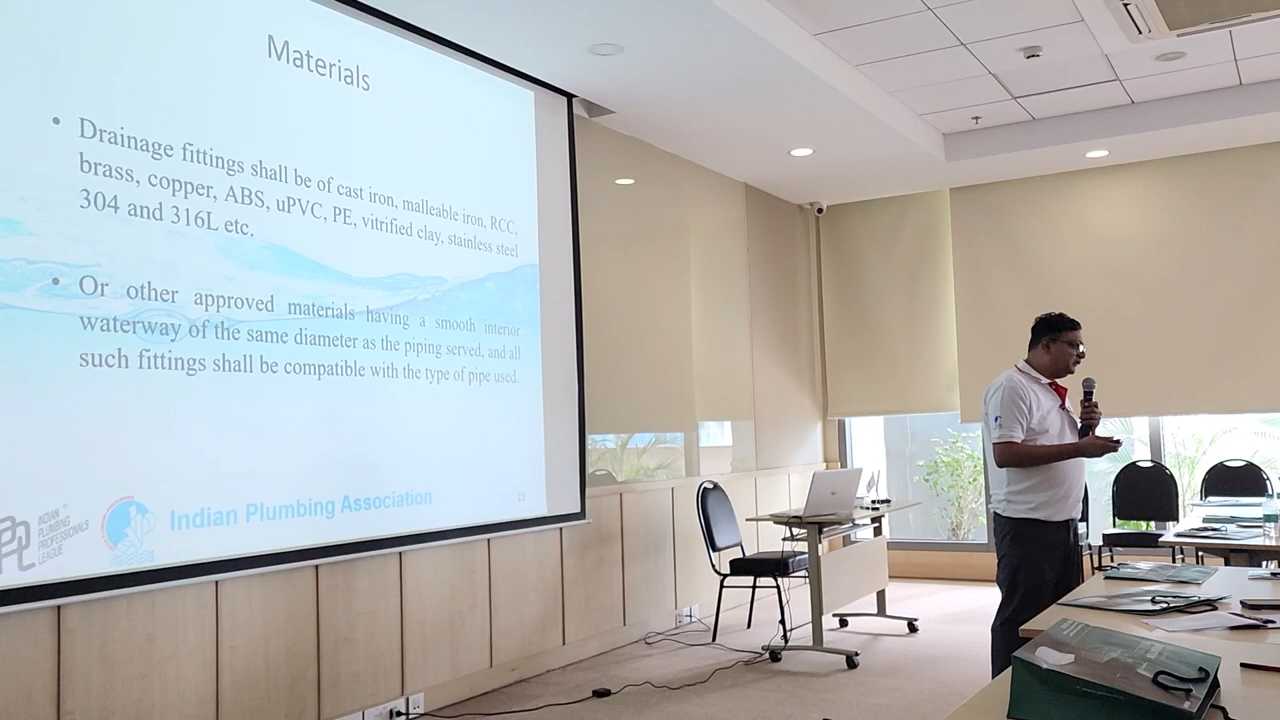 Materials
• Drainage fittings shall be of cast iron, malleable iron, RCC,
brass, copper, ABS, uPVC, PE, vitrified clay, stainless steel
304 and 316L etc.
• Or other approved materials having a smooth interior
waterway of the same diameter as the piping served, and all
such fittings shall be compatible with the type of pipe used.
INDIAN
PLUMBING
PROFESSIONALS
LEAGUE
Indian Plumbing Association
23